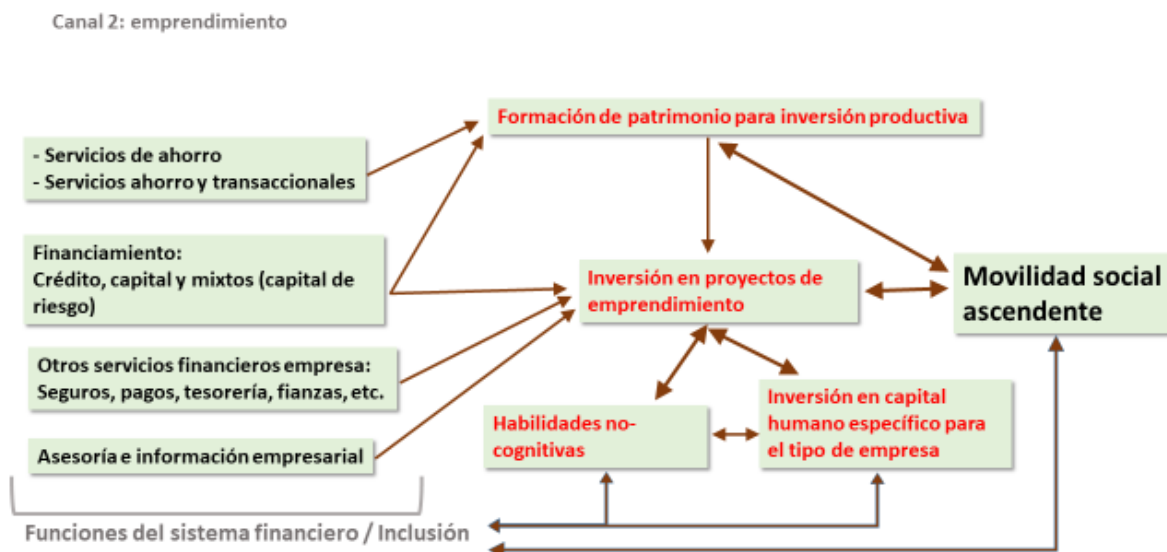 Canal 2: emprendimiento
Formación de patrimonio para inversión productiva
- Servicios de ahorro
- Servicios ahorro y transaccionales
Financiamiento:
Crédito, capital y mixtos (capital de
riesgo)
Inversión en proyectos de
emprendimiento
Movilidad social
ascendente
Otros servicios financieros empresa:
Seguros, pagos, tesorería, fianzas, etc.
Habilidades no-
cognitivas
Inversión en capital
humano específico para
el tipo de empresa
Asesoría e información empresarial
Funciones del sistema financiero / Inclusión